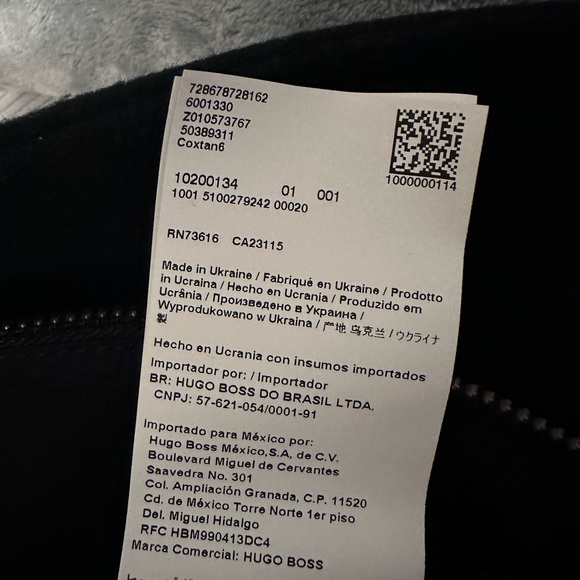 728678728162
6001330
Z010573767
50389311
Coxtan6
1000000114
10200134 01 001
1001 5100279242 00020
RN73616 CA23115
Made in Ukraine / Fabriqué en Ukraine / Prodotto
in Ucraina / Hecho en Ucrania / Produzido em
Ucrânia / Произведено в Украина /
Wyprodukowano w Ukraina / 产地 乌克兰 / ウクライナ
製
Hecho en Ucrania con insumos importados
Importador por: / Importador
BR: HUGO BOSS DO BRASIL LTDA.
CNPJ: 57-621-054/0001-91
Importado para México por:
Hugo Boss México,S.A, de C.V.
Boulevard Miguel de Cervantes
Saavedra No. 301
Col. Ampliación Granada, C.P. 11520
Cd. de México Torre Norte 1er piso
Del. Miguel Hidalgo
RFC HBM990413DC4
Marca Comercial: HUGO BOSS